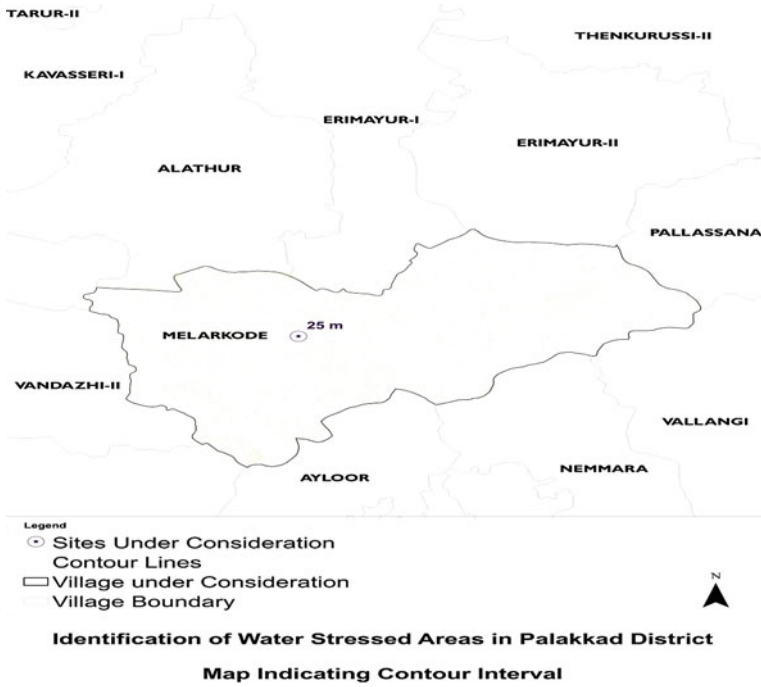 TARUR-II
THENKURUSSI-II
KAVASSERI-I
ERIMAYUR-I
ERIMAYUR-II
ALATHUR
PALLASSANA
25 m
MELARKODE
VANDAZHI-II
VALLANGI
NEMMARA
AYLOOR
Legend
Sites Under Consideration
Contour Lines
Village under Consideration
Village Boundary
N
Identification of Water Stressed Areas in Palakkad District
Map Indicating Contour Interval